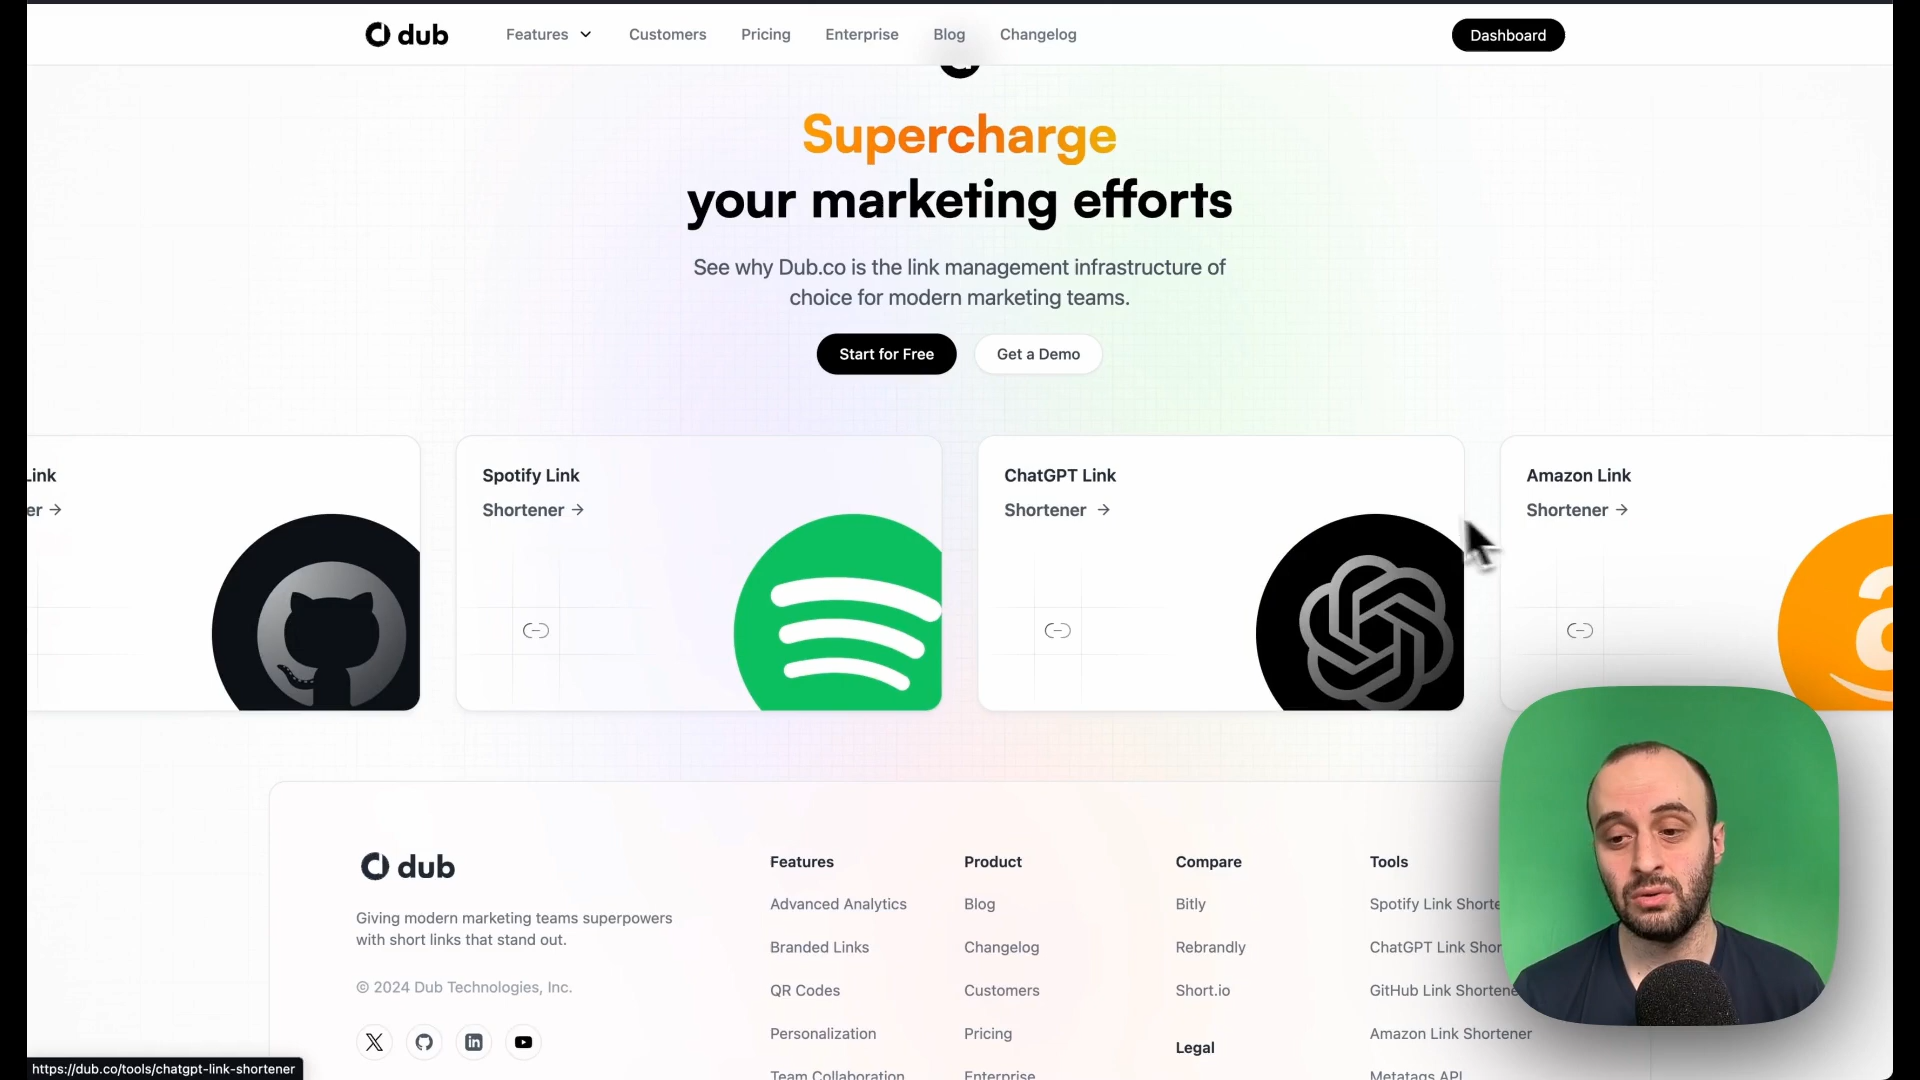 dub
Features
Customers
Pricing
Enterprise
Blog
Changelog
Dashboard
Supercharge
your marketing efforts
See why Dub.co is the link management infrastructure of
choice for modern marketing teams.
Start for Free
Get a Demo
Link
er →
Spotify Link
Shortener →
ChatGPT Link
Shortener →
Amazon Link
Shortener →
dub
Giving modern marketing teams superpowers
with short links that stand out.
© 2024 Dub Technologies, Inc.
Features
Advanced Analytics
Branded Links
QR Codes
Personalization
Team Collaboration
Product
Blog
Changelog
Customers
Pricing
Enterprise
Compare
Bitly
Rebrandly
Short.io
Legal
Tools
Spotify Link Shorte
ChatGPT Link Shor
GitHub Link Shortene
Amazon Link Shortener
Metatags API
https://dub.co/tools/chatgpt-link-shortener